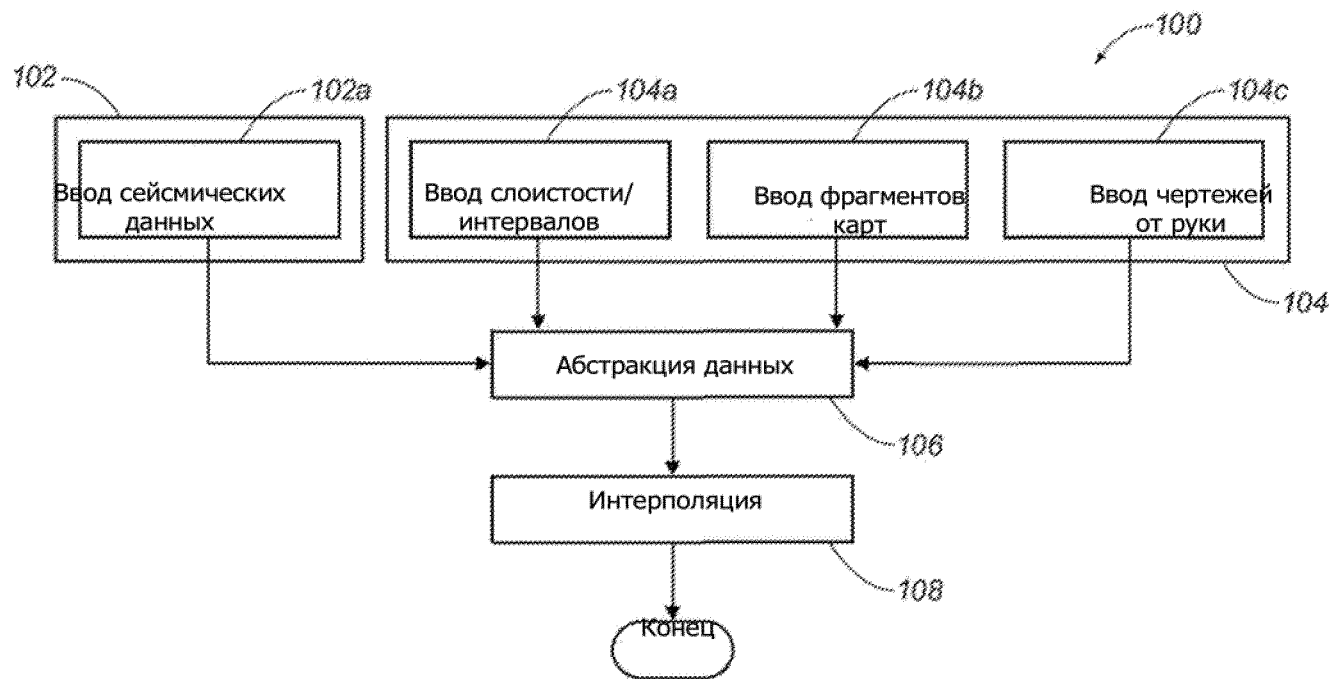 100
102
102a
104a
104b
104c
Ввод сейсмических
данных
Ввод слоистости/
интервалов
Ввод фрагментов
карт
Ввод чертежей
от руки
104
Абстракция данных
106
Интерполяция
108
Конец